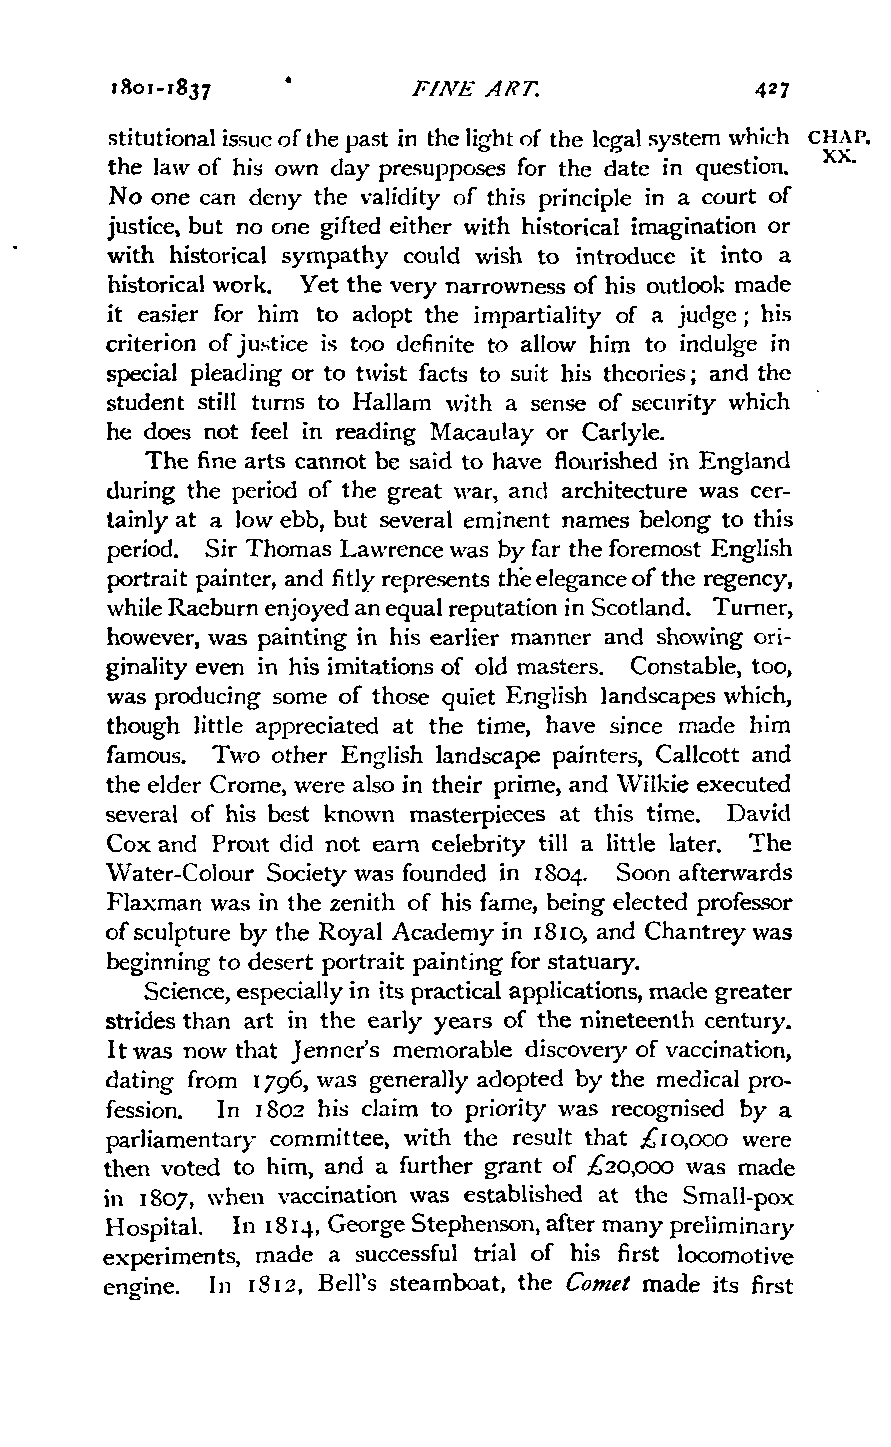 1801-1837 FINE ART. 427
stitutional issue of the past in the light of the legal system which CHAP.
the law of his own day presupposes for the date in question. XX.
No one can deny the validity of this principle in a court of
justice, but no one gifted either with historical imagination or
with historical sympathy could wish to introduce it into a
historical work. Yet the very narrowness of his outlook made
it easier for him to adopt the impartiality of a judge; his
criterion of justice is too definite to allow him to indulge in
special pleading or to twist facts to suit his theories; and the
student still turns to Hallam with a sense of security which
he does not feel in reading Macaulay or Carlyle.
The fine arts cannot be said to have flourished in England
during the period of the great war, and architecture was cer-
tainly at a low ebb, but several eminent names belong to this
period. Sir Thomas Lawrence was by far the foremost English
portrait painter, and fitly represents the elegance of the regency,
while Raeburn enjoyed an equal reputation in Scotland. Turner,
however, was painting in his earlier manner and showing ori-
ginality even in his imitations of old masters. Constable, too,
was producing some of those quiet English landscapes which,
though little appreciated at the time, have since made him
famous. Two other English landscape painters, Callcott and
the elder Crome, were also in their prime, and Wilkie executed
several of his best known masterpieces at this time. David
Cox and Prout did not earn celebrity till a little later. The
Water-Colour Society was founded in 1804. Soon afterwards
Flaxman was in the zenith of his fame, being elected professor
of sculpture by the Royal Academy in 1810, and Chantrey was
beginning to desert portrait painting for statuary.
Science, especially in its practical applications, made greater
strides than art in the early years of the nineteenth century.
It was now that Jenner's memorable discovery of vaccination,
dating from 1796, was generally adopted by the medical pro-
fession. In 1802 his claim to priority was recognised by a
parliamentary committee, with the result that £10,000 were
then voted to him, and a further grant of £20,000 was made
in 1807, when vaccination was established at the Small-pox
Hospital. In 1814, George Stephenson, after many preliminary
experiments, made a successful trial of his first locomotive
engine. In 1812, Bell's steamboat, the Comet made its first